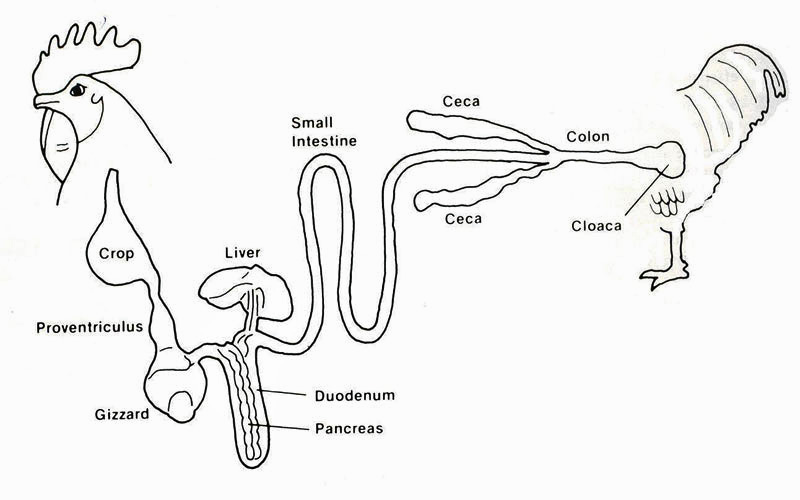 Ceca
Small
Intestine
Colon
Ceca
Cloaca
Crop
Liver
Proventriculus
Duodenum
Gizzard
Pancreas